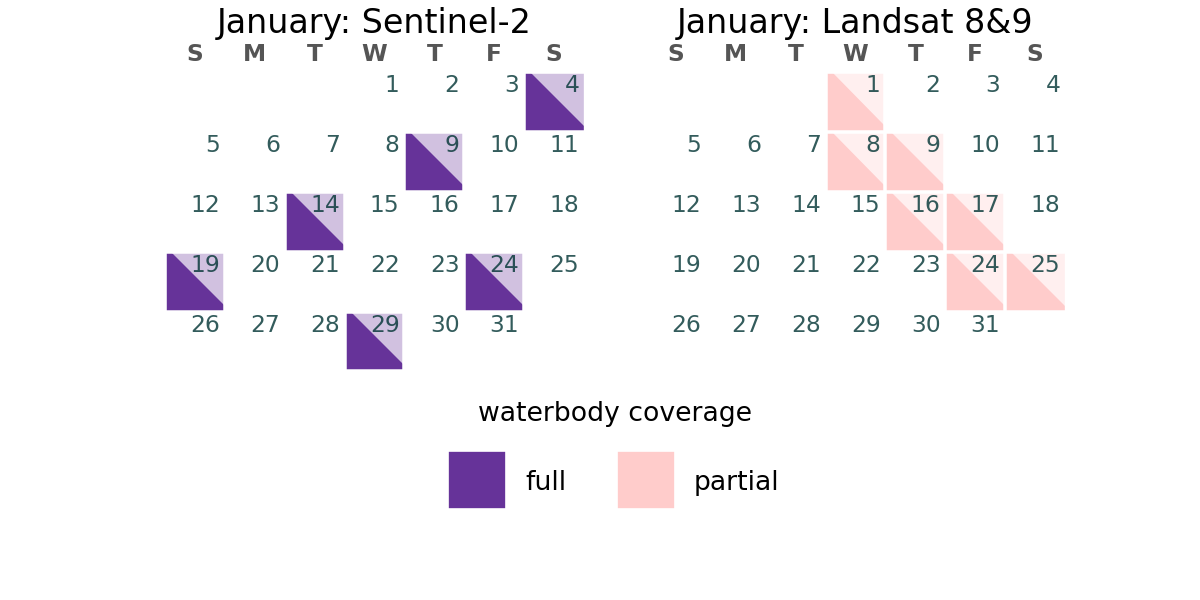 January: Sentinel-2
S M T W T F S
1 2 3 4
5 6 7 8 9 10 11
12 13 14 15 16 17 18
19 20 21 22 23 24 25
26 27 28 29 30 31
January: Landsat 8&9
S M T W T F S
1 2 3 4
5 6 7 8 9 10 11
12 13 14 15 16 17 18
19 20 21 22 23 24 25
26 27 28 29 30 31
waterbody coverage
full
partial